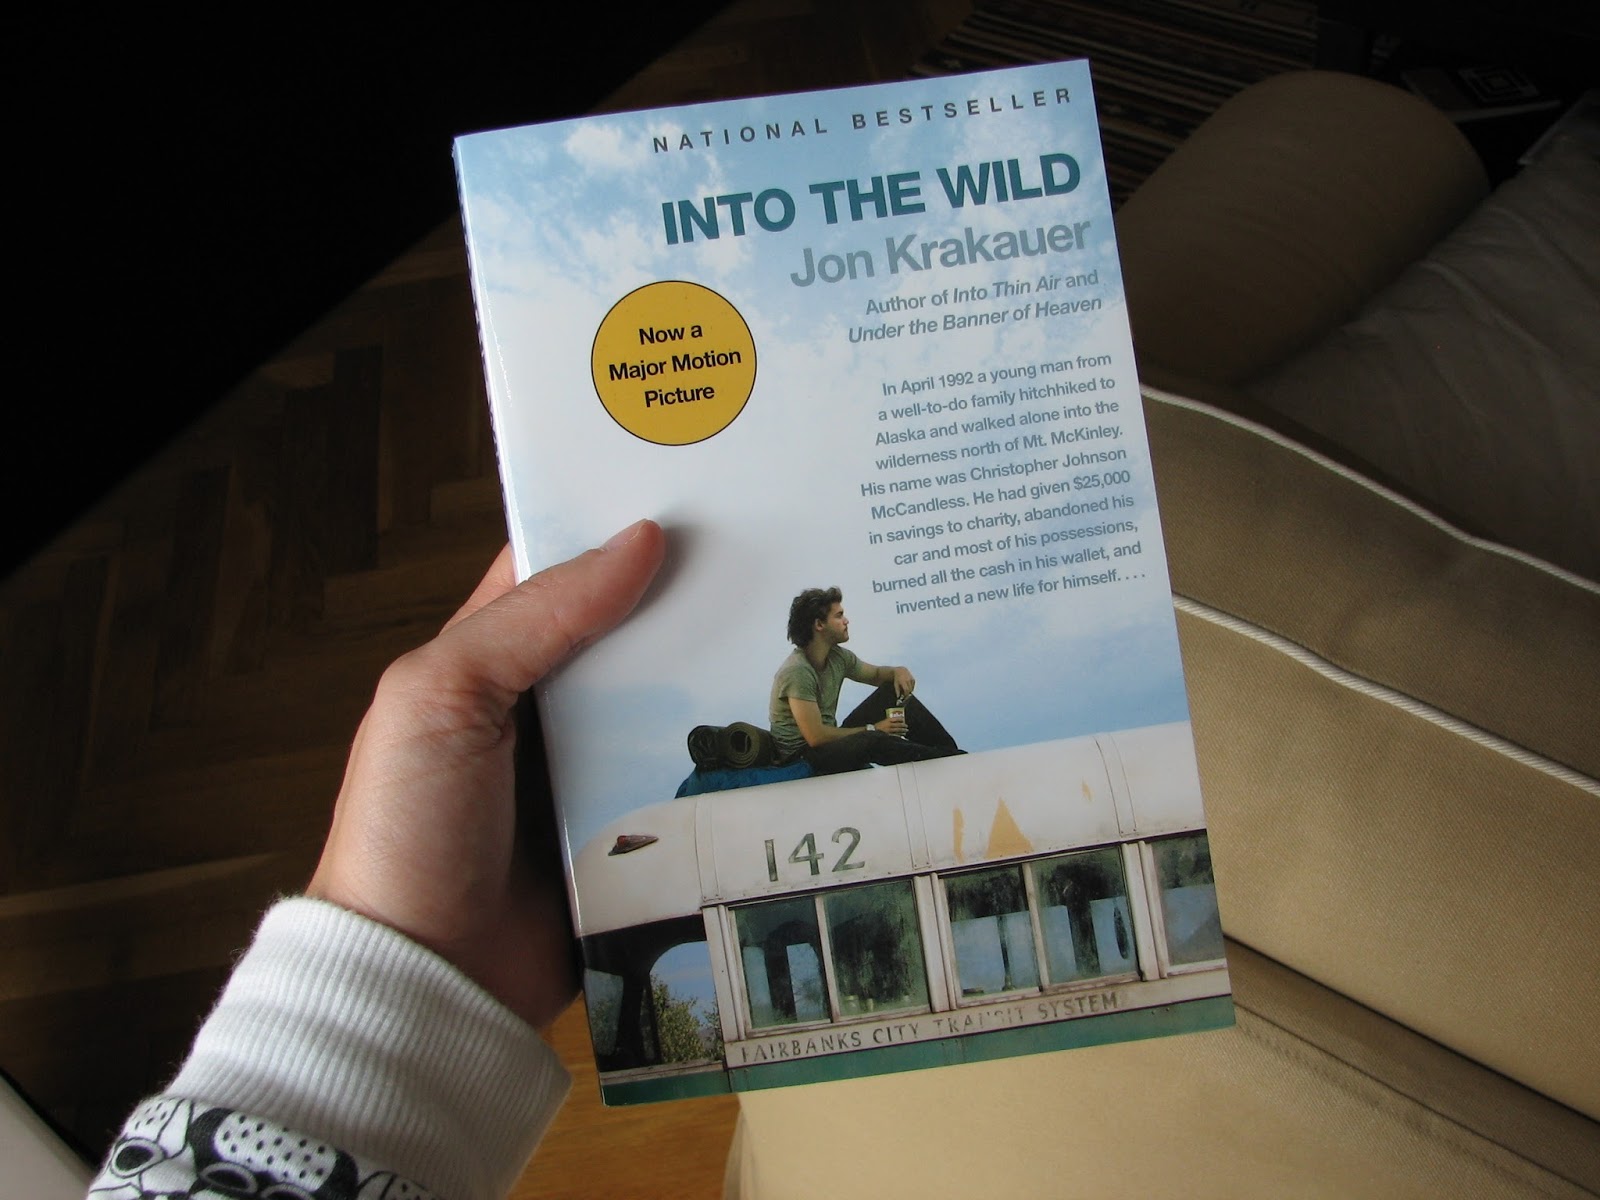 NATIONAL BESTSELLER
INTO THE WILD
Jon Krakauer
Author of Into Thin Air and
Under the Banner of Heaven
Now a
Major Motion
Picture
In April 1992 a young man from
a well-to-do family hitchhiked to
Alaska and walked alone into the
wilderness north of Mt. McKinley.
His name was Christopher Johnson
McCandless. He had given $25,000
in savings to charity, abandoned his
car and most of his possessions,
burned all the cash in his wallet, and
invented a new life for himself. . . .
142
FAIRBANKS CITY TRANSIT SYSTEM